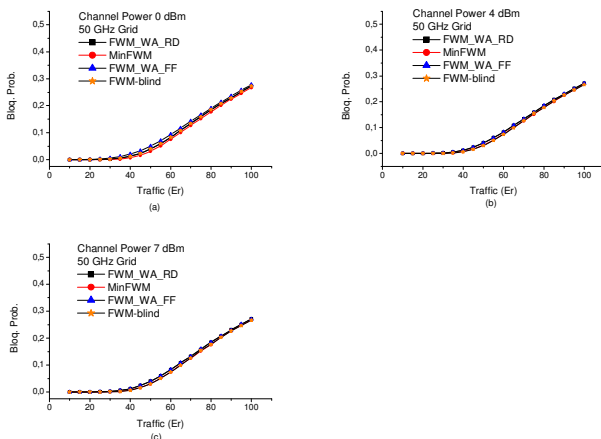 Channel Power 0 dBm
50 GHz Grid
FWM_WA_RD
MinFWM
FWM_WA_FF
FWM-blind
Bloq. Prob.
0,5
0,4
0,3
0,2
0,1
0,0
0 20 40 60 80 100
Traffic (Er)
(a)
Channel Power 4 dBm
50 GHz Grid
FWM_WA_RD
MinFWM
FWM_WA_FF
FWM-blind
Bloq. Prob.
0,5
0,4
0,3
0,2
0,1
0,0
0 20 40 60 80 100
Traffic (Er)
(b)
Channel Power 7 dBm
50 GHz Grid
FWM_WA_RD
MinFWM
FWM_WA_FF
FWM-blind
Bloq. Prob.
0,5
0,4
0,3
0,2
0,1
0,0
0 20 40 60 80 100
Traffic (Er)
(c)